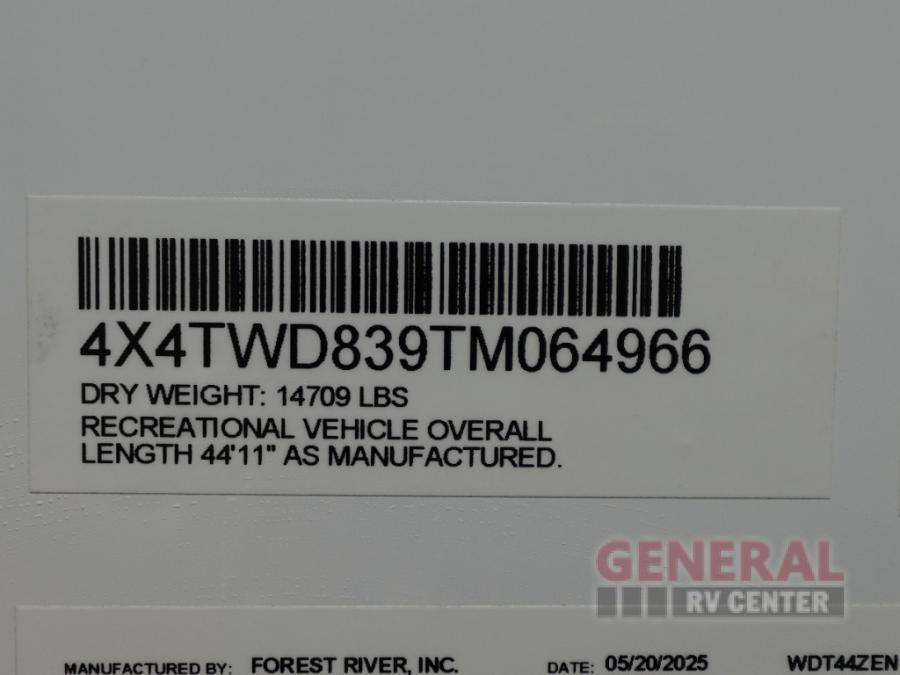 4X4TWD839TM064966
DRY WEIGHT: 14709 LBS
RECREATIONAL VEHICLE OVERALL
LENGTH 44'11" AS MANUFACTURED.
GENERAL
RV CENTER
MANUFACTURED BY: FOREST RIVER, INC. DATE: 05/20/2025 WDT44ZEN